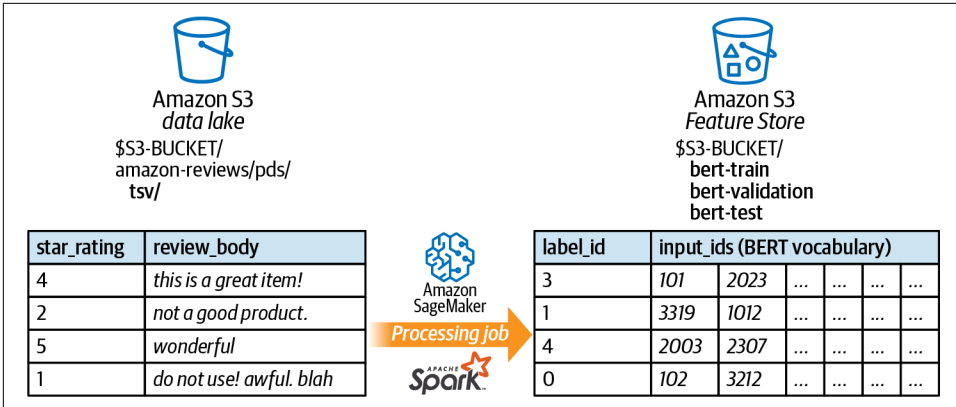 Amazon S3
data lake
$S3-BUCKET/
amazon-reviews/pds/
tsv/
Amazon S3
Feature Store
$S3-BUCKET/
bert-train
bert-validation
bert-test
star_rating review_body
4 this is a great item!
2 not a good product.
5 wonderful
1 do not use! awful. blah
Amazon
SageMaker
Processing job
APACHE
Spark™
label_id input_ids (BERT vocabulary)
3 101 2023 ... ... ... ...
1 3319 1012 ... ... ... ...
4 2003 2307 ... ... ... ...
0 102 3212 ... ... ... ...